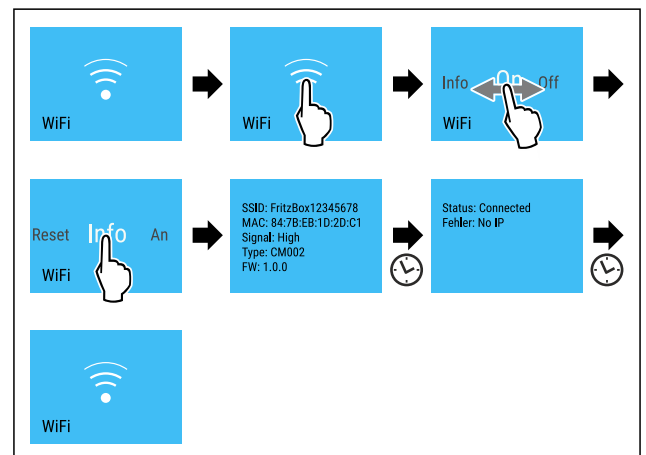 WiFi
WiFi
Info On Off
WiFi
Reset Info An
WiFi
SSID: FritzBox12345678
MAC: 84:7B:EB:1D:2D:C1
Signal: High
Type: CM002
FW: 1.0.0
Status: Connected
Fehler: No IP
WiFi